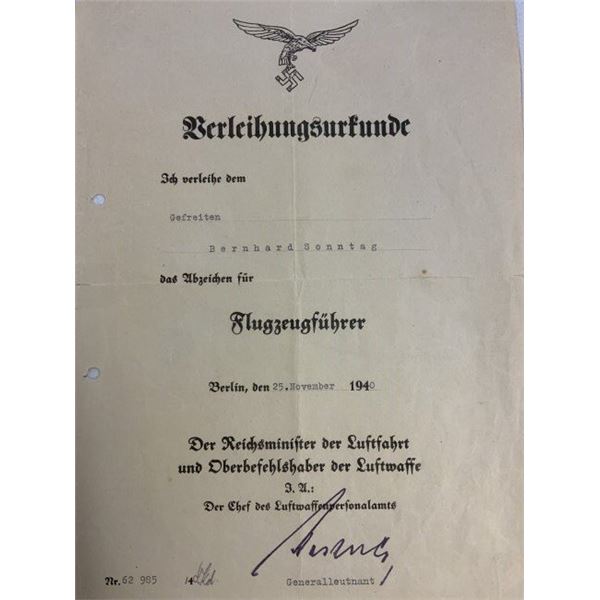 Verleihungsurkunde
Ich verleihe dem
Gefreiten
Bernhard Sonntag
das Abzeichen für
Flugzeugführer
Berlin, den 25.November 1940
Der Reichsminister der Luftfahrt
und Oberbefehlshaber der Luftwaffe
I. A.:
Der Chef des Luftwaffenpersonalamts
Nr. 62 985 /40
Generalleutnant